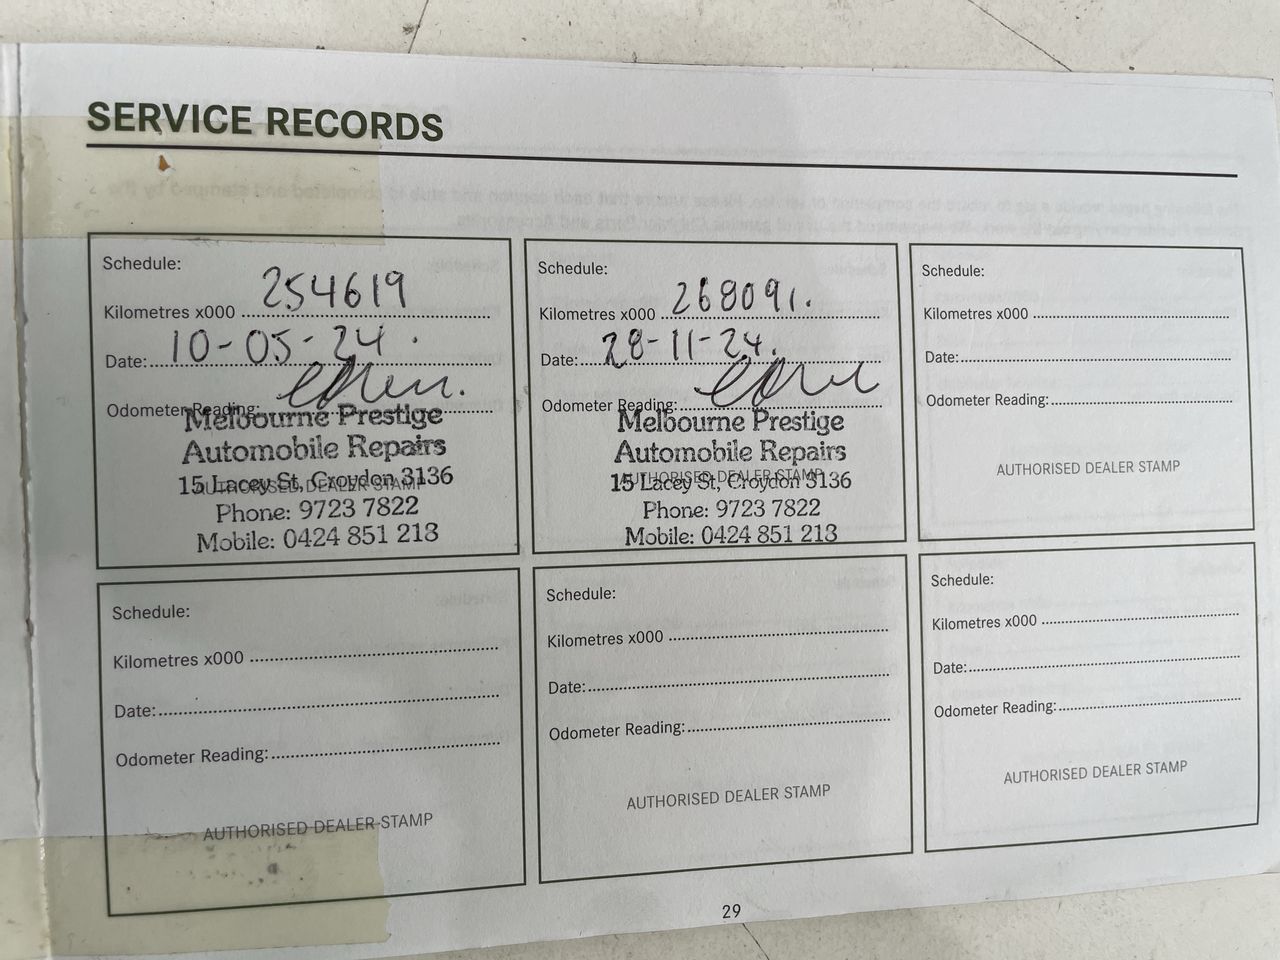 SERVICE RECORDS
Schedule:
Kilometres x000 254619
Date: 10-05-24.
Odometer Reading:
Melbourne Prestige
Automobile Repairs
15 Lacey St, Croydon 3136
AUTHORISED DEALER STAMP
Phone: 9723 7822
Mobile: 0424 851 213
Schedule:
Kilometres x000 268091.
Date: 28-11-24.
Odometer Reading:
Melbourne Prestige
Automobile Repairs
AUTHORISED DEALER STAMP
15 Lacey St, Croydon 3136
Phone: 9723 7822
Mobile: 0424 851 213
Schedule:
Kilometres x000
Date:
Odometer Reading:
AUTHORISED DEALER STAMP
Schedule:
Kilometres x000
Date:
Odometer Reading:
AUTHORISED DEALER STAMP
Schedule:
Kilometres x000
Date:
Odometer Reading:
AUTHORISED DEALER STAMP
Schedule:
Kilometres x000
Date:
Odometer Reading:
AUTHORISED DEALER STAMP
29